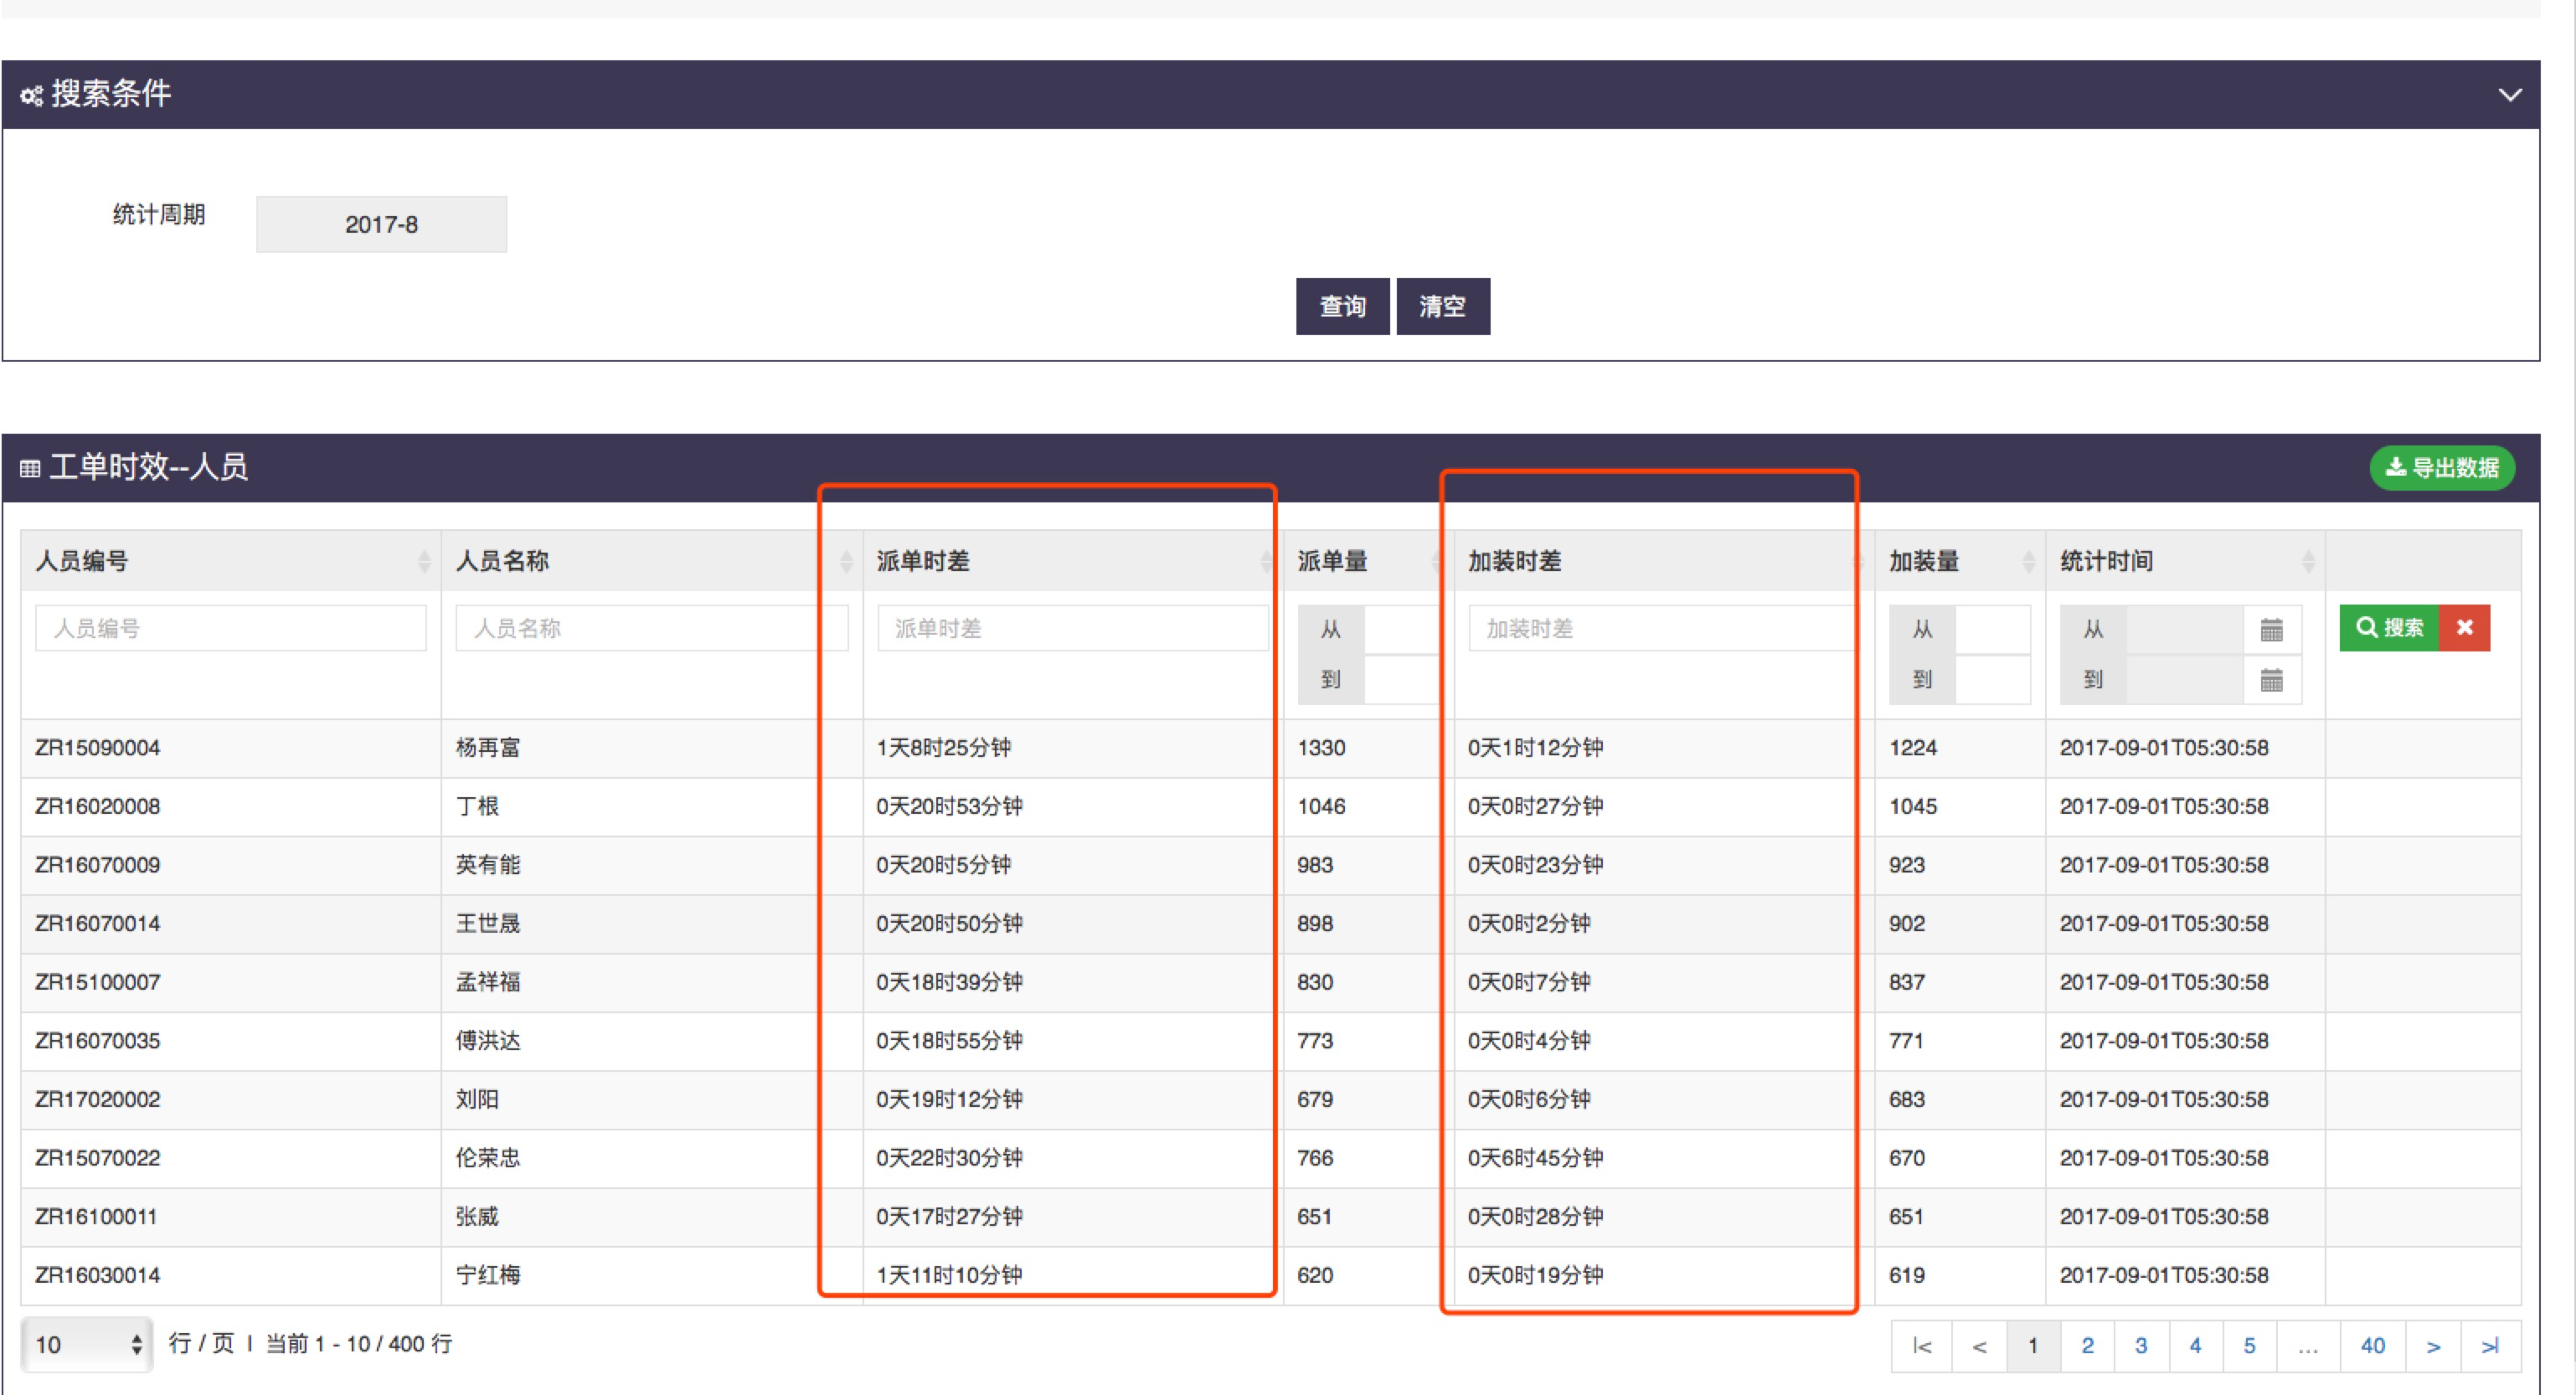 搜索条件
统计周期 2017-8
查询 清空
工单时效--人员 导出数据
人员编号 人员名称 派单时差 派单量 加装时差 加装量 统计时间
人员编号 人员名称 派单时差 从 加装时差 从 从 搜索
到 到 到
ZR15090004 杨再富 1天8时25分钟 1330 0天1时12分钟 1224 2017-09-01T05:30:58
ZR16020008 丁根 0天20时53分钟 1046 0天0时27分钟 1045 2017-09-01T05:30:58
ZR16070009 英有能 0天20时5分钟 983 0天0时23分钟 923 2017-09-01T05:30:58
ZR16070014 王世晟 0天20时50分钟 898 0天0时2分钟 902 2017-09-01T05:30:58
ZR15100007 孟祥福 0天18时39分钟 830 0天0时7分钟 837 2017-09-01T05:30:58
ZR16070035 傅洪达 0天18时55分钟 773 0天0时4分钟 771 2017-09-01T05:30:58
ZR17020002 刘阳 0天19时12分钟 679 0天0时6分钟 683 2017-09-01T05:30:58
ZR15070022 伦荣忠 0天22时30分钟 766 0天6时45分钟 670 2017-09-01T05:30:58
ZR16100011 张威 0天17时27分钟 651 0天0时28分钟 651 2017-09-01T05:30:58
ZR16030014 宁红梅 1天11时10分钟 620 0天0时19分钟 619 2017-09-01T05:30:58
10 行 / 页 | 当前 1 - 10 / 400 行 |< < 1 2 3 4 5 ... 40 > >|